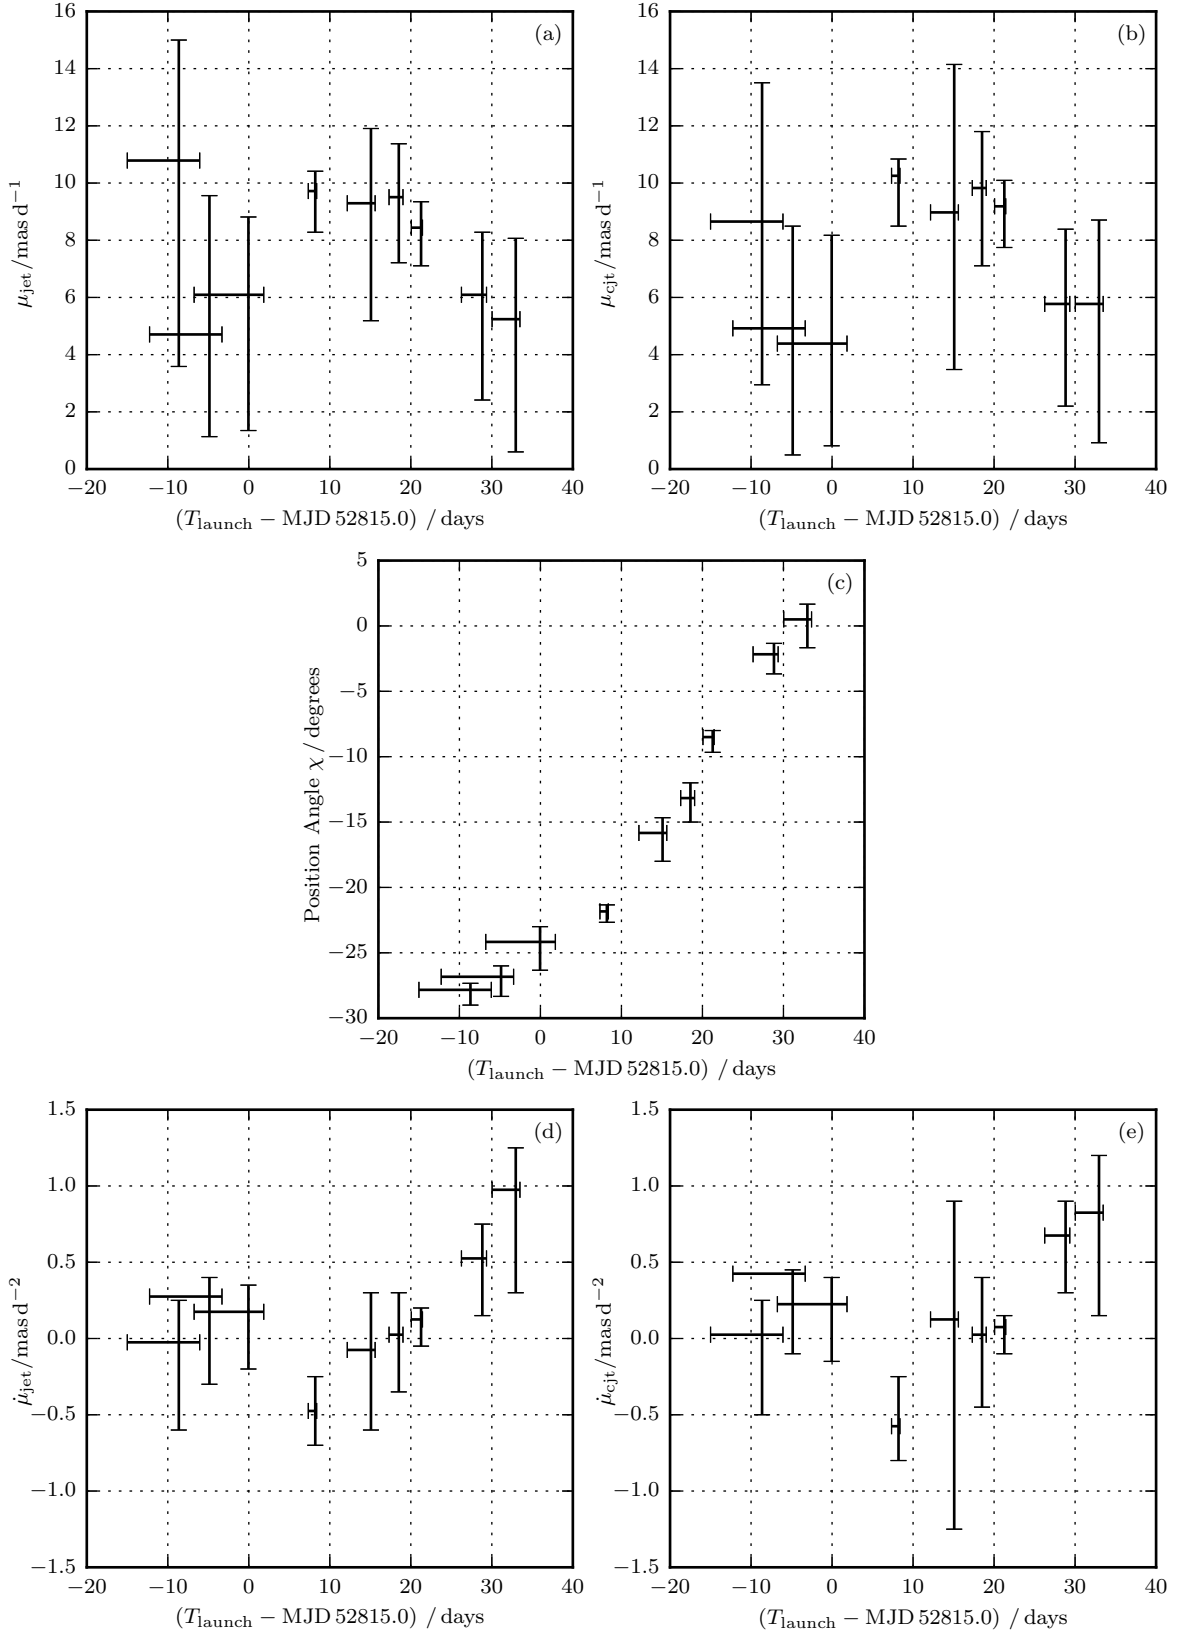 16
14
12
10
8
6
4
2
0
μjet/mas d⁻¹
(a)
−20 −10 0 10 20 30 40
(Tlaunch − MJD 52815.0) / days
16
14
12
10
8
6
4
2
0
μcjt/mas d⁻¹
(b)
−20 −10 0 10 20 30 40
(Tlaunch − MJD 52815.0) / days
5
0
−5
−10
−15
−20
−25
−30
Position Angle χ / degrees
(c)
−20 −10 0 10 20 30 40
(Tlaunch − MJD 52815.0) / days
1.5
1.0
0.5
0.0
−0.5
−1.0
−1.5
μ̇jet/mas d⁻²
(d)
−20 −10 0 10 20 30 40
(Tlaunch − MJD 52815.0) / days
1.5
1.0
0.5
0.0
−0.5
−1.0
−1.5
μ̇cjt/mas d⁻²
(e)
−20 −10 0 10 20 30 40
(Tlaunch − MJD 52815.0) / days